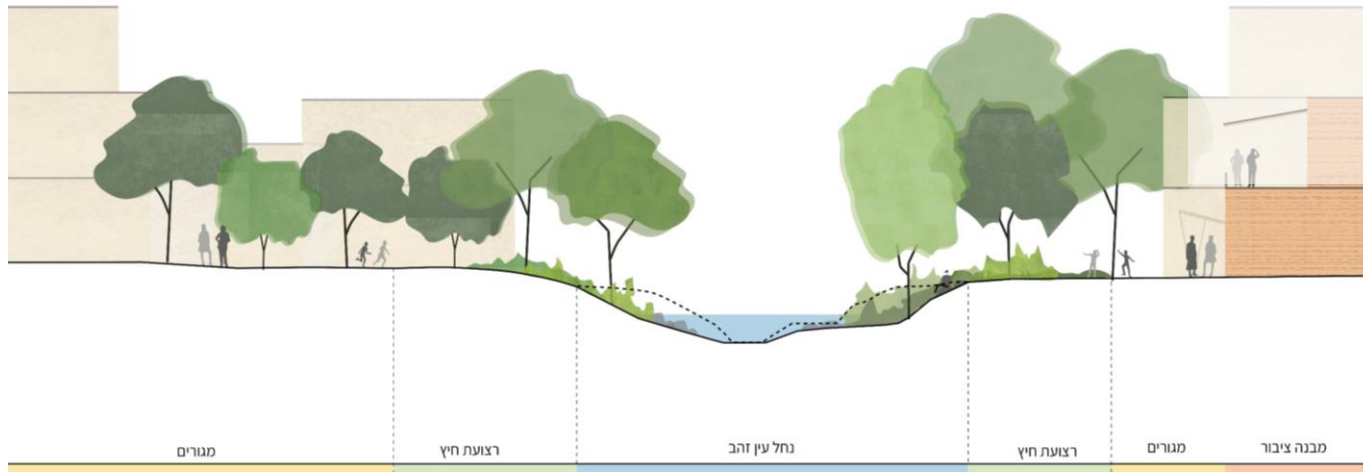 מבנה ציבור
מגורים
רצועת חיץ
נחל עין זהב
רצועת חיץ
מגורים